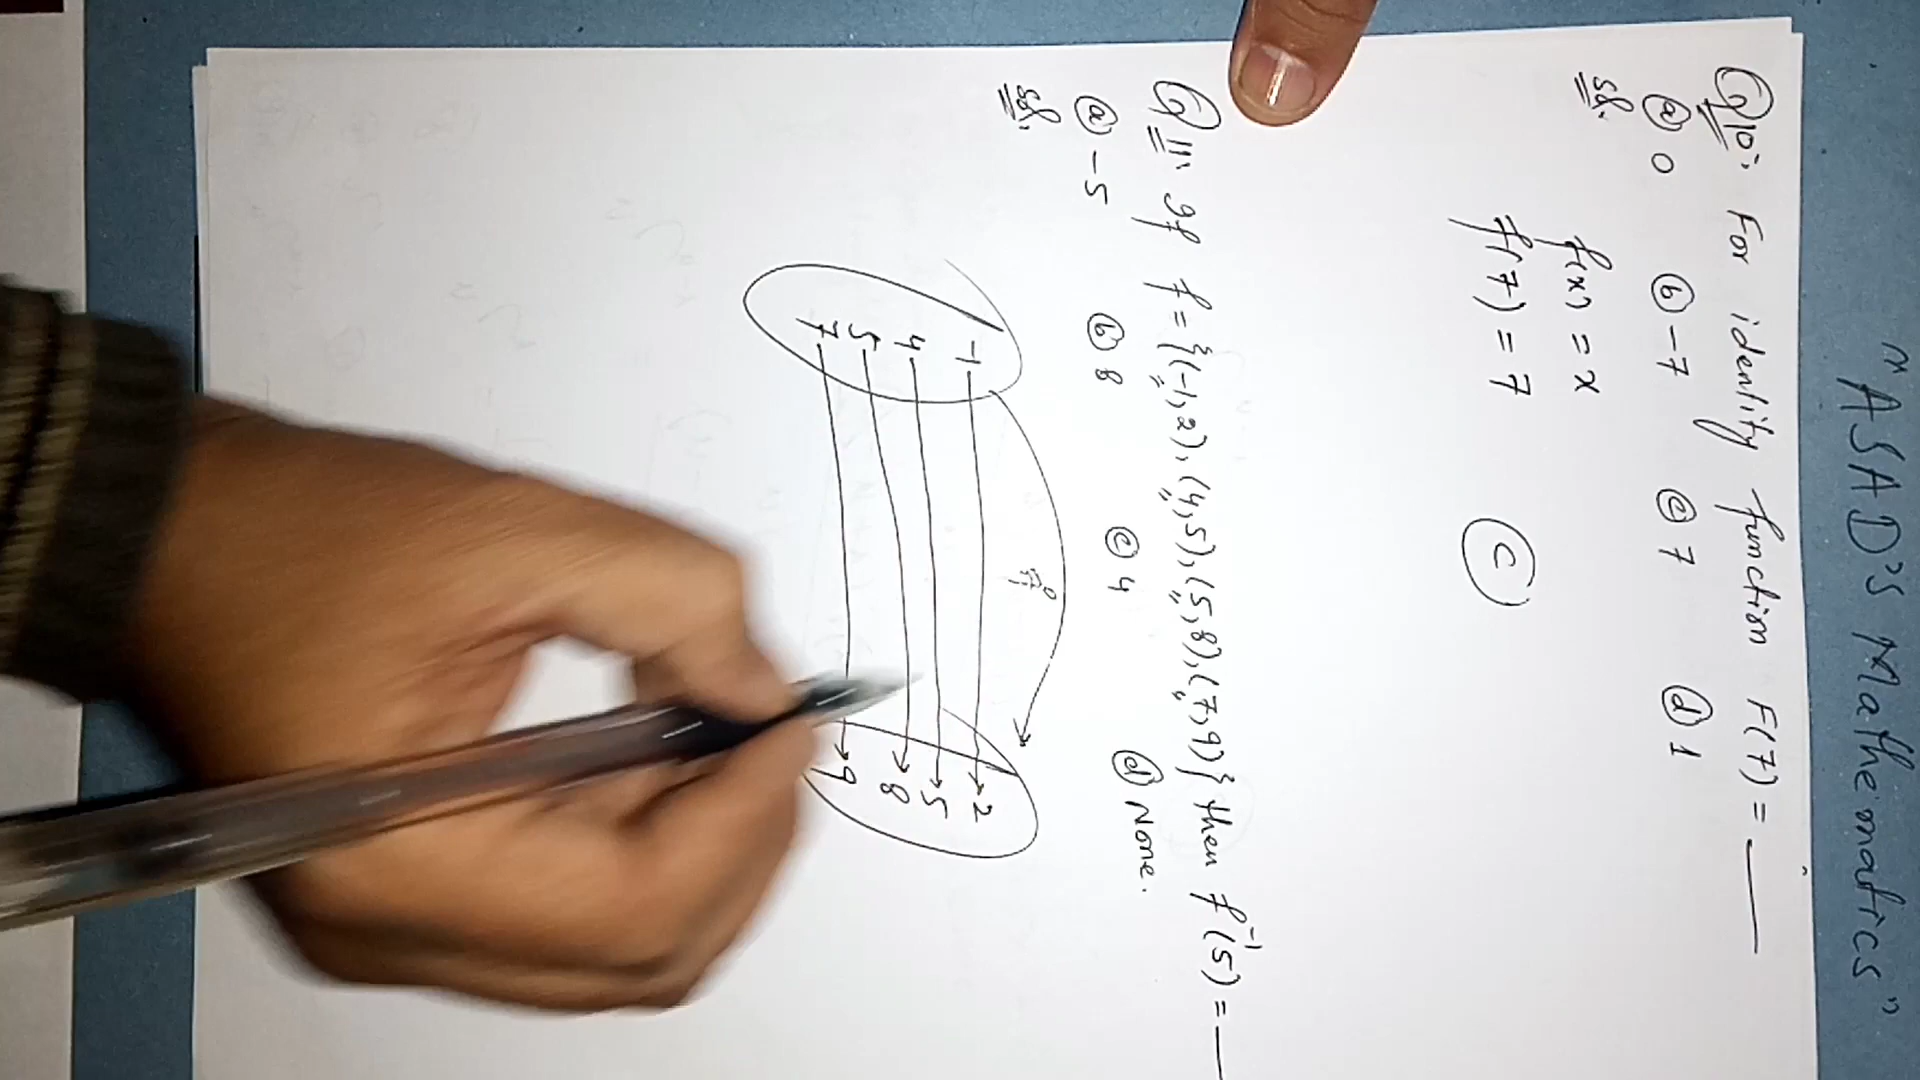 "ASAD'S Mathematics"
Q10: For identity function F(7) = ___
(a) 0 (b) -7 (c) 7 (d) 1
Sol.
f(x) = x
f(7) = 7
(C)
Q11: If f = {(-1,2), (4,5), (5,8), (7,9)} then f⁻¹(5) = ___
(a) -5 (b) 8 (c) 4 (d) None.
Sol.
f
-1 2
4 5
5 8
7 9